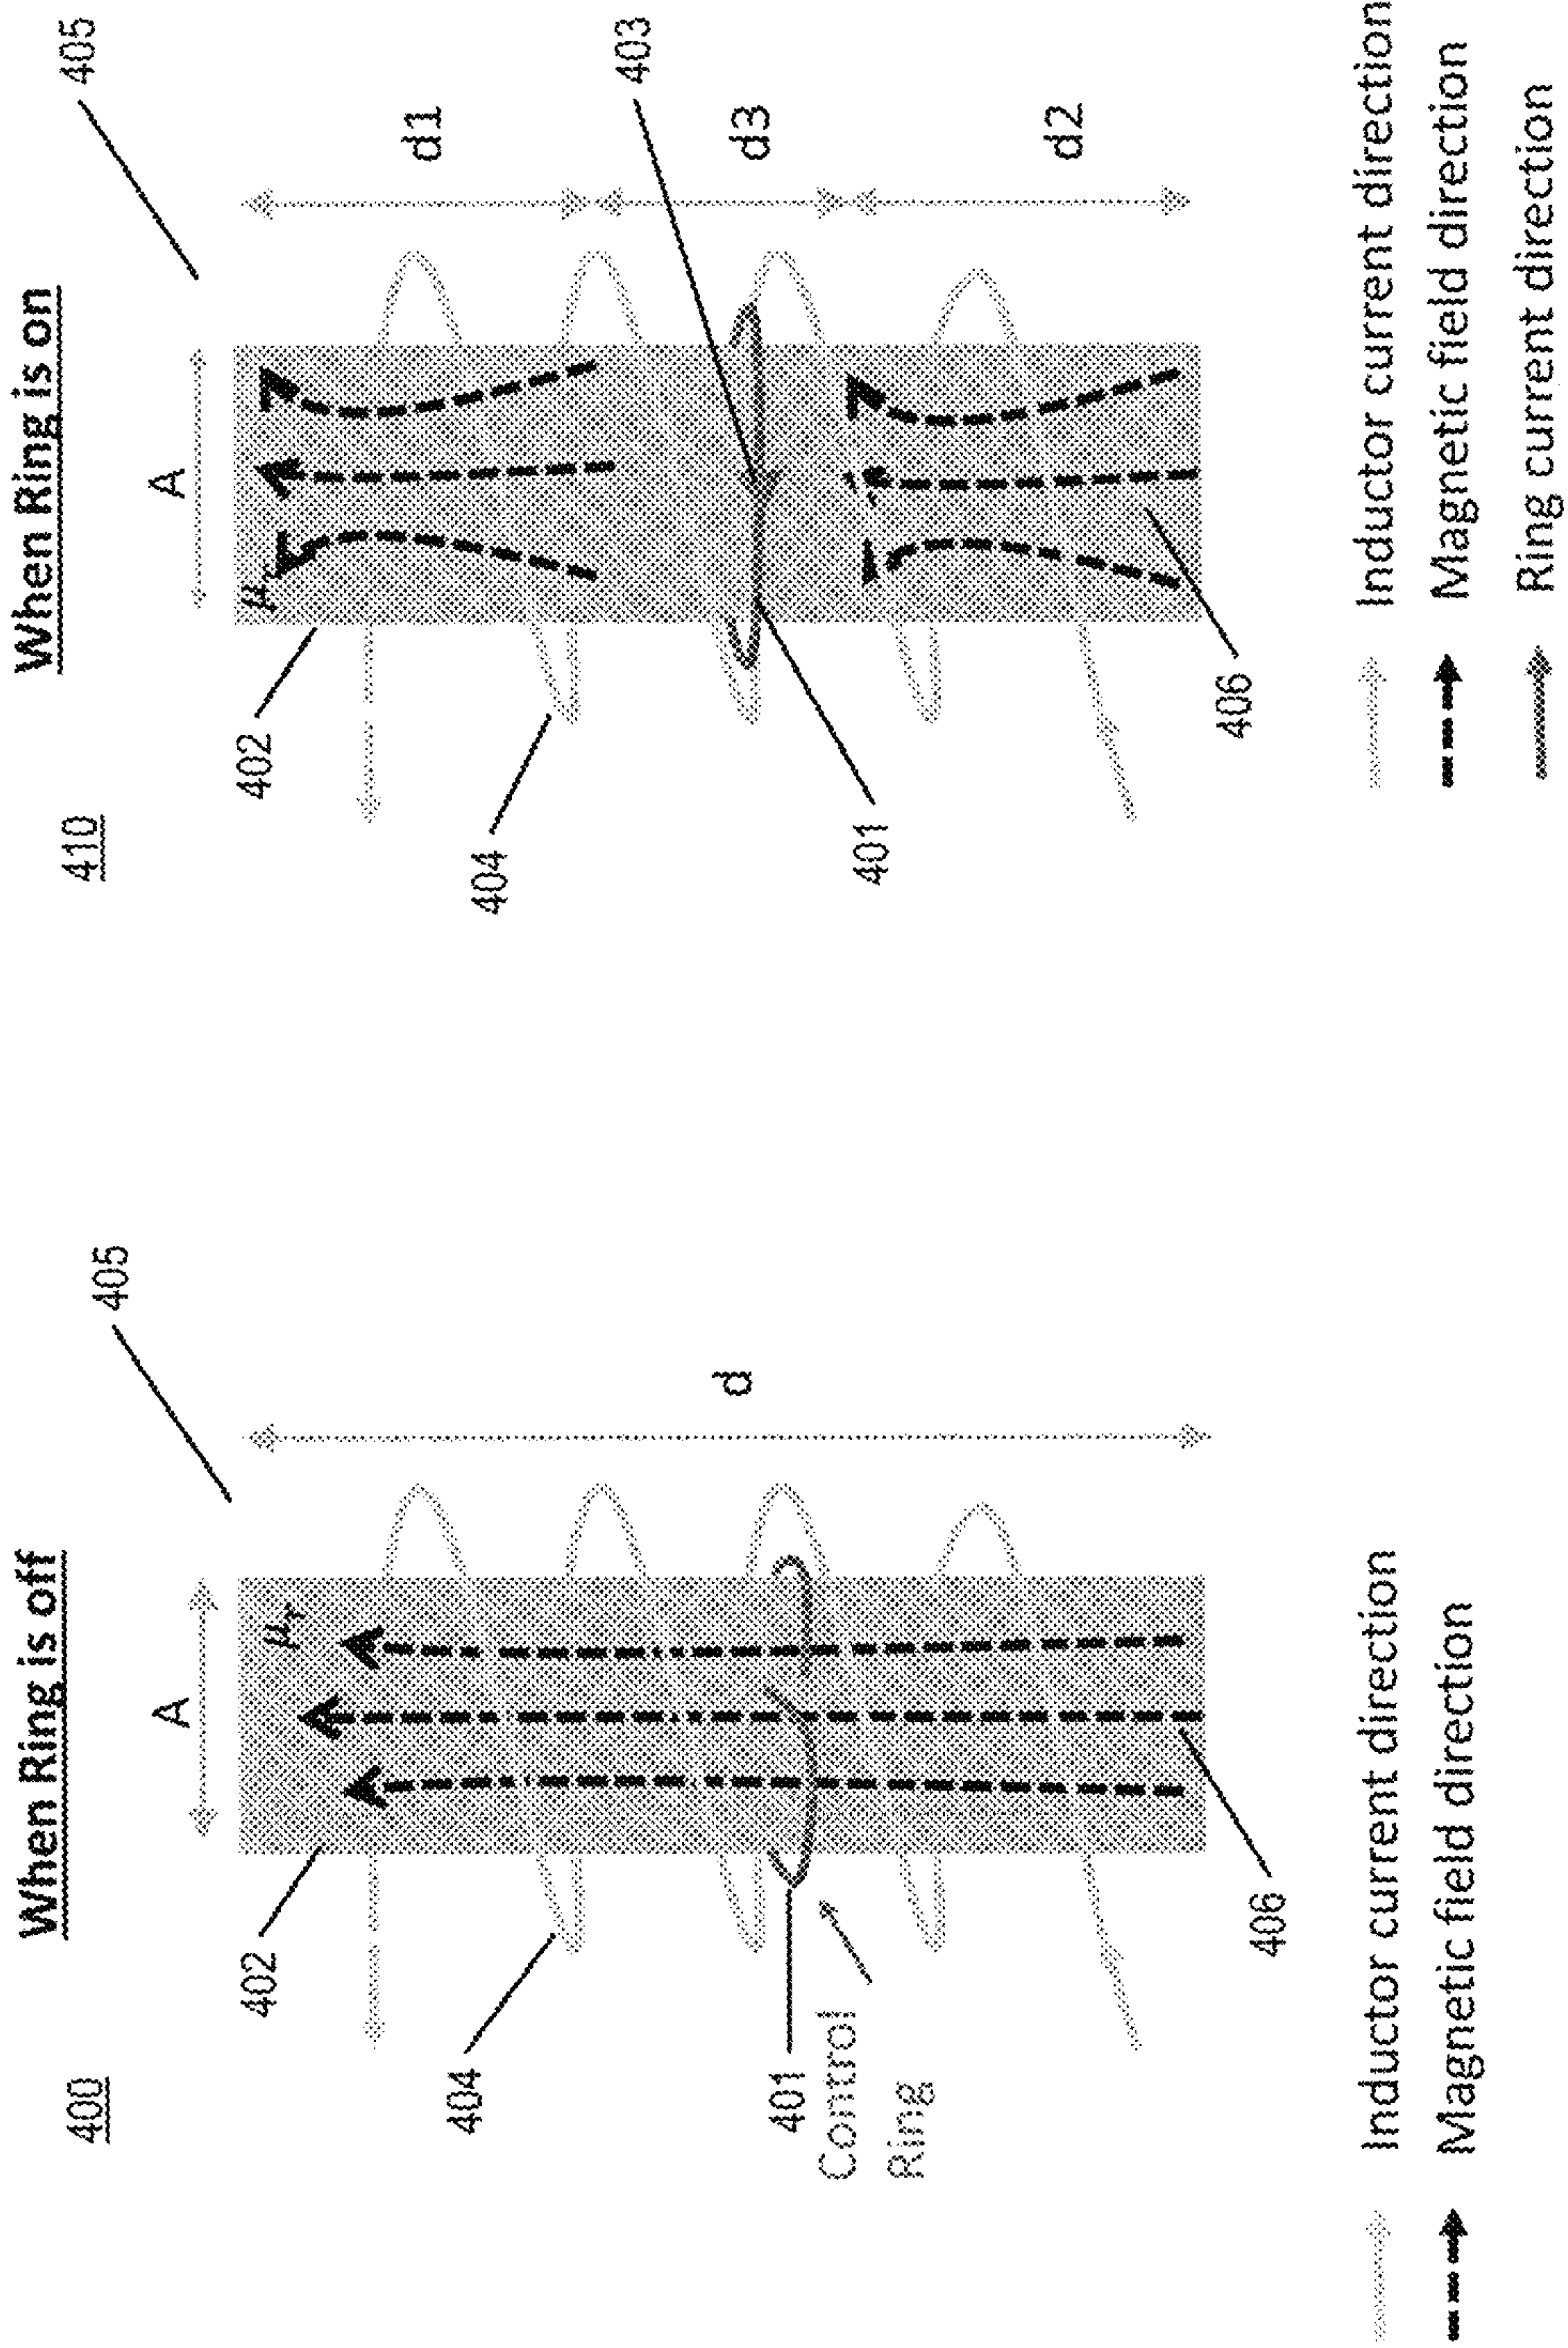 When Ring is off
400
405
A
402
μr
d
404
401
Control
Ring
406
Inductor current direction
Magnetic field direction
When Ring is on
410
405
A
402
μr
403
d1
d3
d2
404
401
406
Inductor current direction
Magnetic field direction
Ring current direction